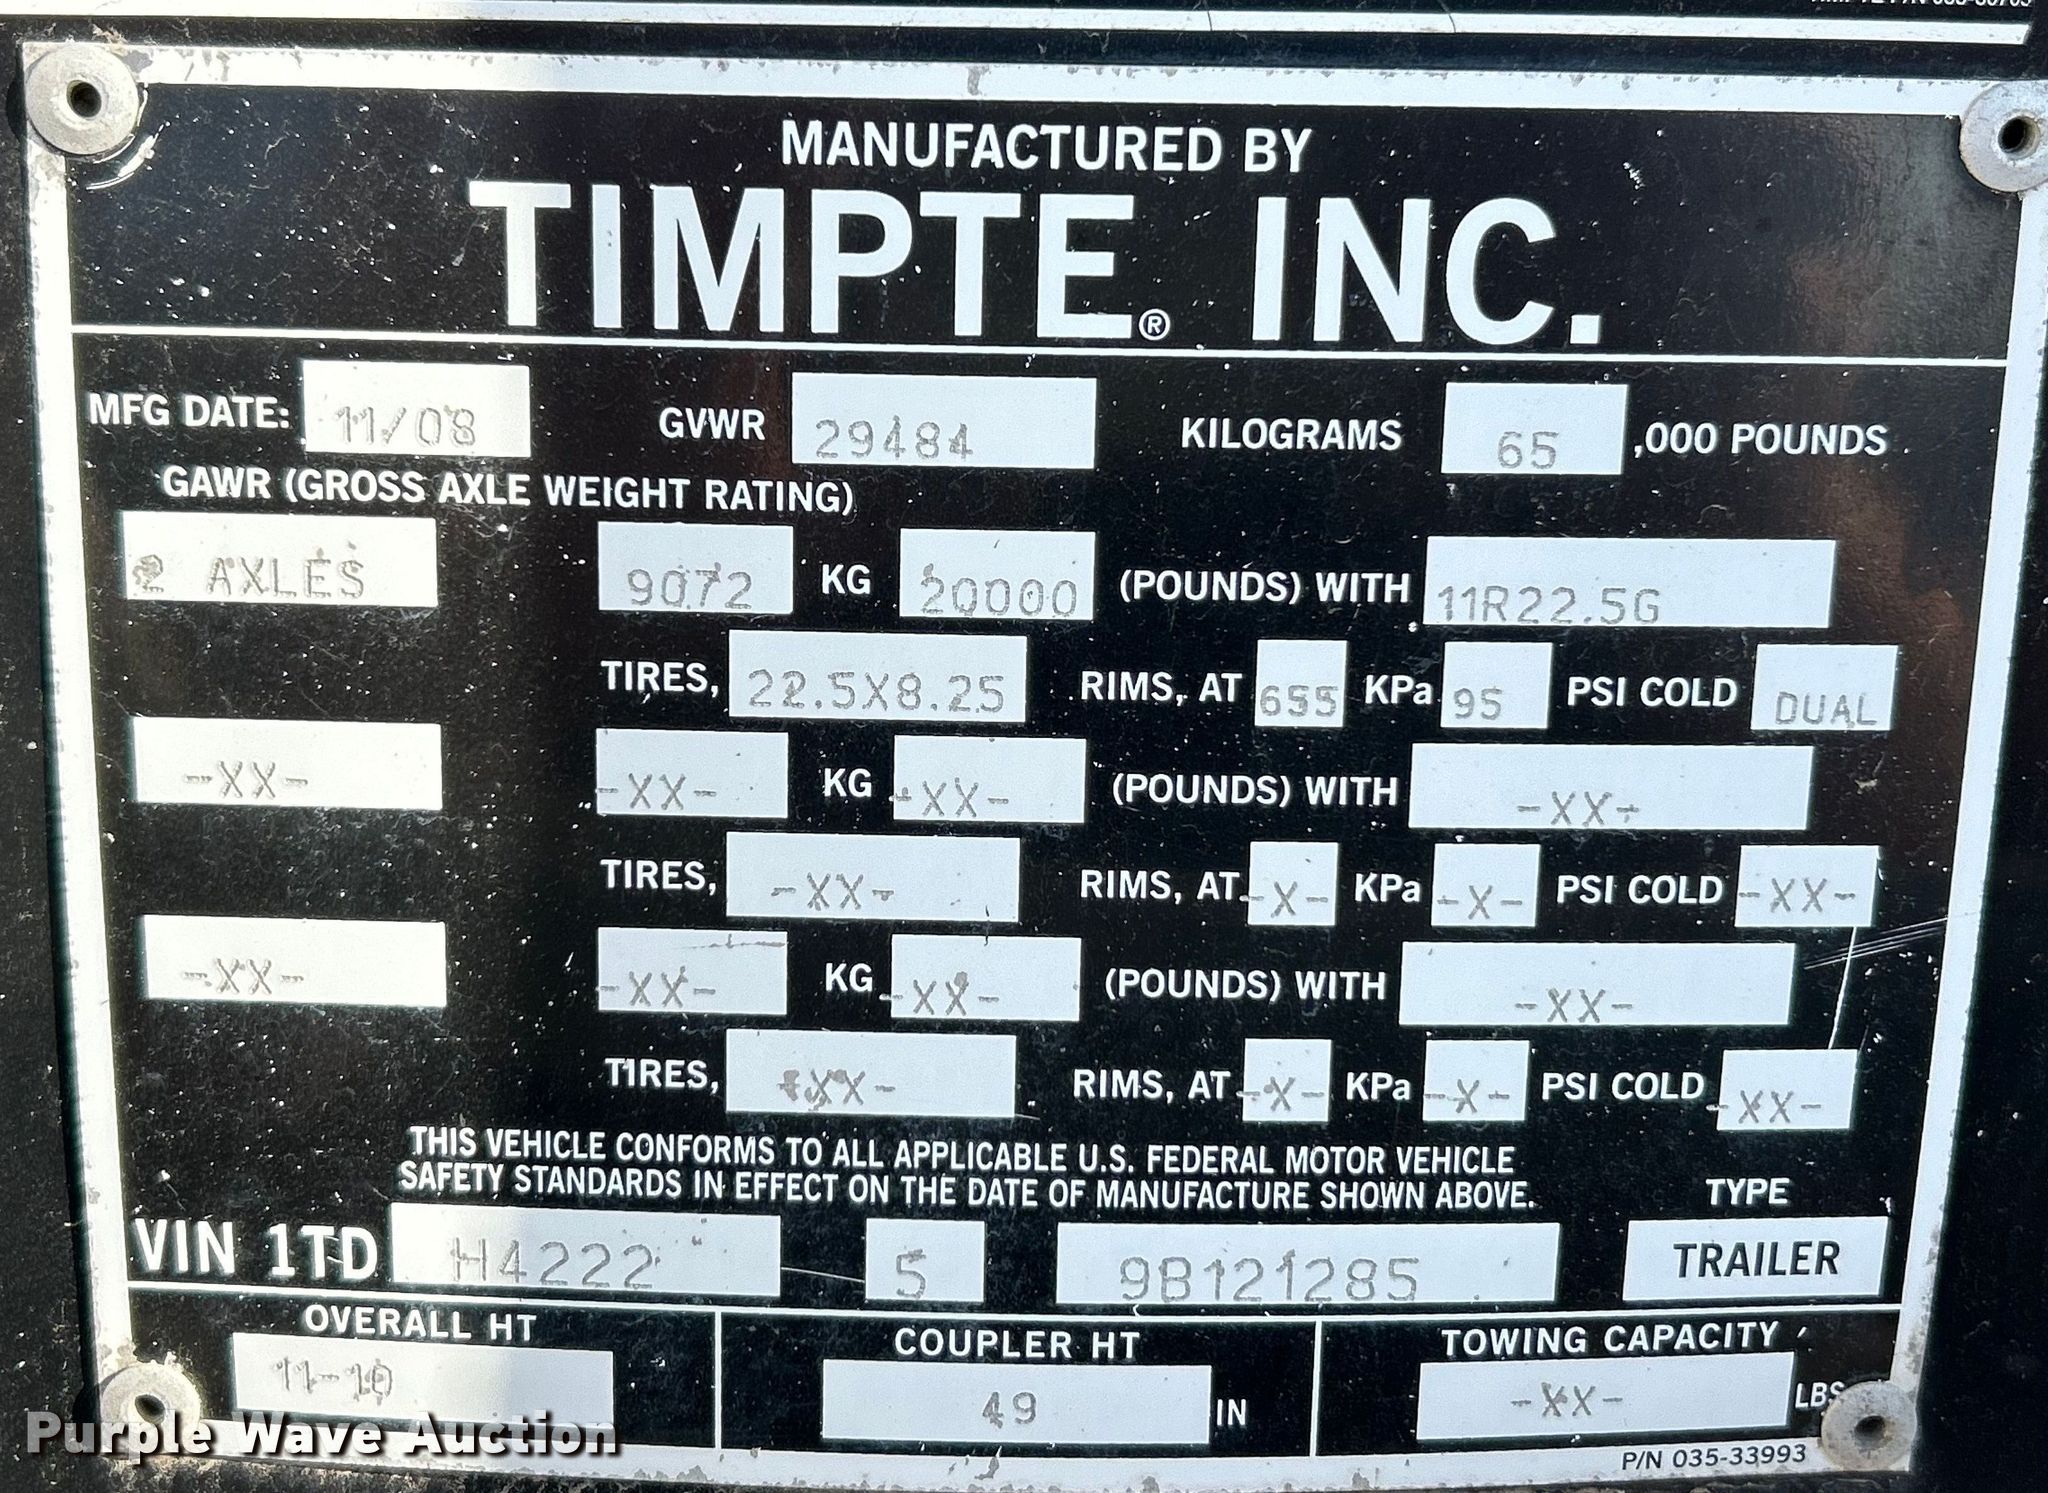 MANUFACTURED BY
TIMPTE® INC.
MFG DATE: 11/08 GVWR 29484 KILOGRAMS 65 ,000 POUNDS
GAWR (GROSS AXLE WEIGHT RATING)
2 AXLES 9072 KG 20000 (POUNDS) WITH 11R22.5G
TIRES, 22.5X8.25 RIMS, AT 655 KPa 95 PSI COLD DUAL
-XX- -XX- KG -XX- (POUNDS) WITH -XX-
TIRES, -XX- RIMS, AT -X- KPa -X- PSI COLD -XX-
-XX- -XX- KG -XX- (POUNDS) WITH -XX-
TIRES, -XX- RIMS, AT -X- KPa -X- PSI COLD -XX-
THIS VEHICLE CONFORMS TO ALL APPLICABLE U.S. FEDERAL MOTOR VEHICLE
SAFETY STANDARDS IN EFFECT ON THE DATE OF MANUFACTURE SHOWN ABOVE.
TYPE
VIN 1TD H4222 5 9B121285 TRAILER
OVERALL HT COUPLER HT TOWING CAPACITY
11-10 49 IN -XX- LBS
P/N 035-33993
Purple Wave Auction